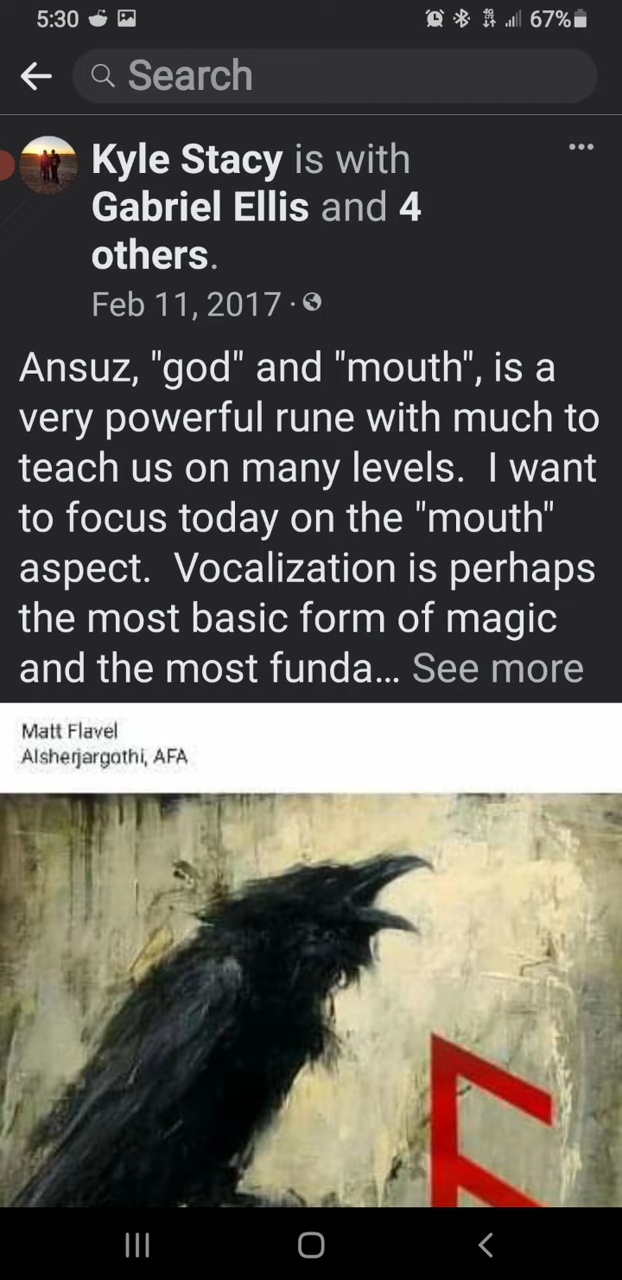 5:30
67%
Search
Kyle Stacy is with
Gabriel Ellis and 4
others.
Feb 11, 2017 ·
Ansuz, "god" and "mouth", is a
very powerful rune with much to
teach us on many levels.  I want
to focus today on the "mouth"
aspect.  Vocalization is perhaps
the most basic form of magic
and the most funda... See more
Matt Flavel
Alsherjargothi, AFA